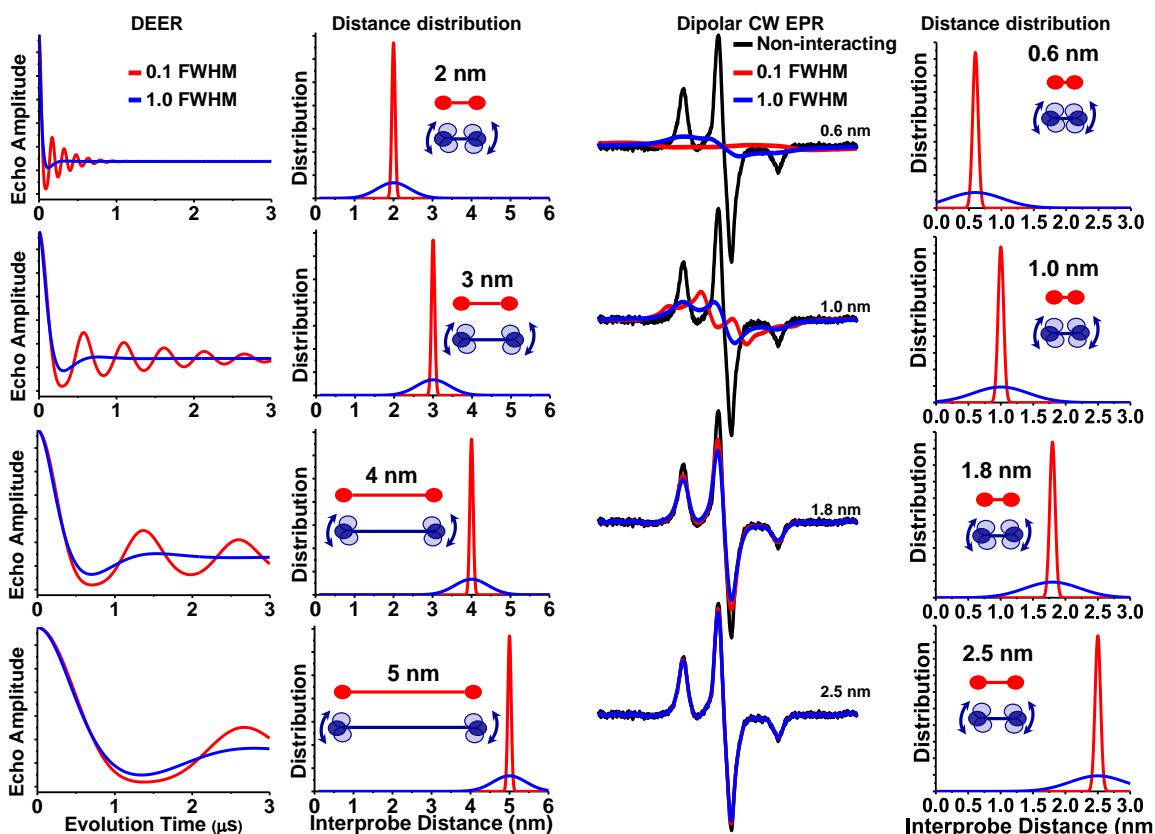 DEER
Distance distribution
Dipolar CW EPR
Distance distribution
Echo Amplitude
0.1 FWHM
1.0 FWHM
0 1 2 3
Distribution
2 nm
0 1 2 3 4 5 6
Non-interacting
0.1 FWHM
1.0 FWHM
0.6 nm
Distribution
0.6 nm
0.0 0.5 1.0 1.5 2.0 2.5 3.0
Echo Amplitude
0 1 2 3
Distribution
3 nm
0 1 2 3 4 5 6
1.0 nm
Distribution
1.0 nm
0.0 0.5 1.0 1.5 2.0 2.5 3.0
Echo Amplitude
0 1 2 3
Distribution
4 nm
0 1 2 3 4 5 6
1.8 nm
Distribution
1.8 nm
0.0 0.5 1.0 1.5 2.0 2.5 3.0
Echo Amplitude
0 1 2 3
Evolution Time (μs)
Distribution
5 nm
0 1 2 3 4 5 6
Interprobe Distance (nm)
2.5 nm
Distribution
2.5 nm
0.0 0.5 1.0 1.5 2.0 2.5 3.0
Interprobe Distance (nm)